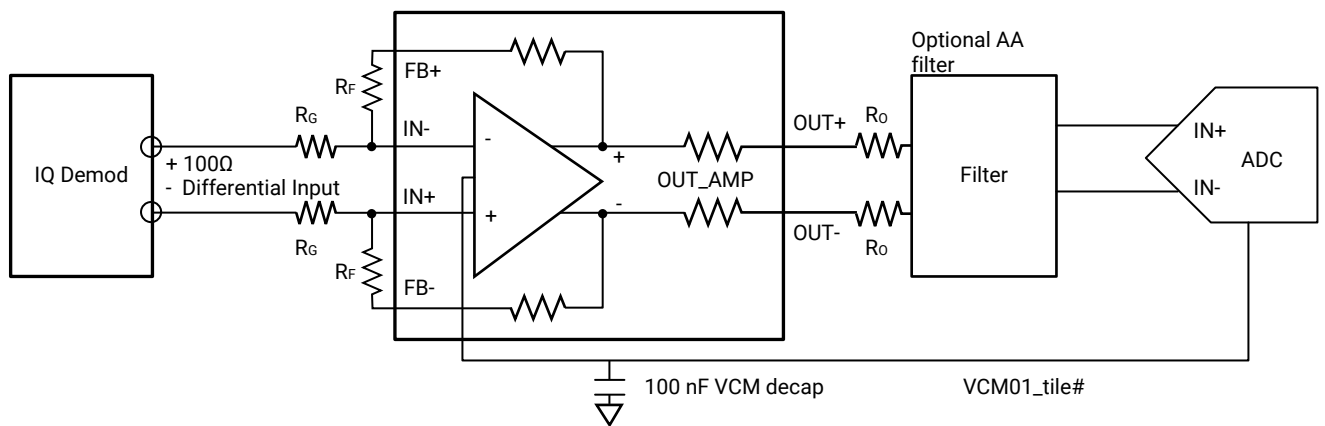 Optional AA
filter
FB+
RF
RG
IN-
OUT+
RO
IN+
-
+
+ 100Ω
IQ Demod
- Differential Input
OUT_AMP
Filter
ADC
IN-
IN+
+
-
RG
OUT-
RO
RF
FB-
100 nF VCM decap
VCM01_tile#